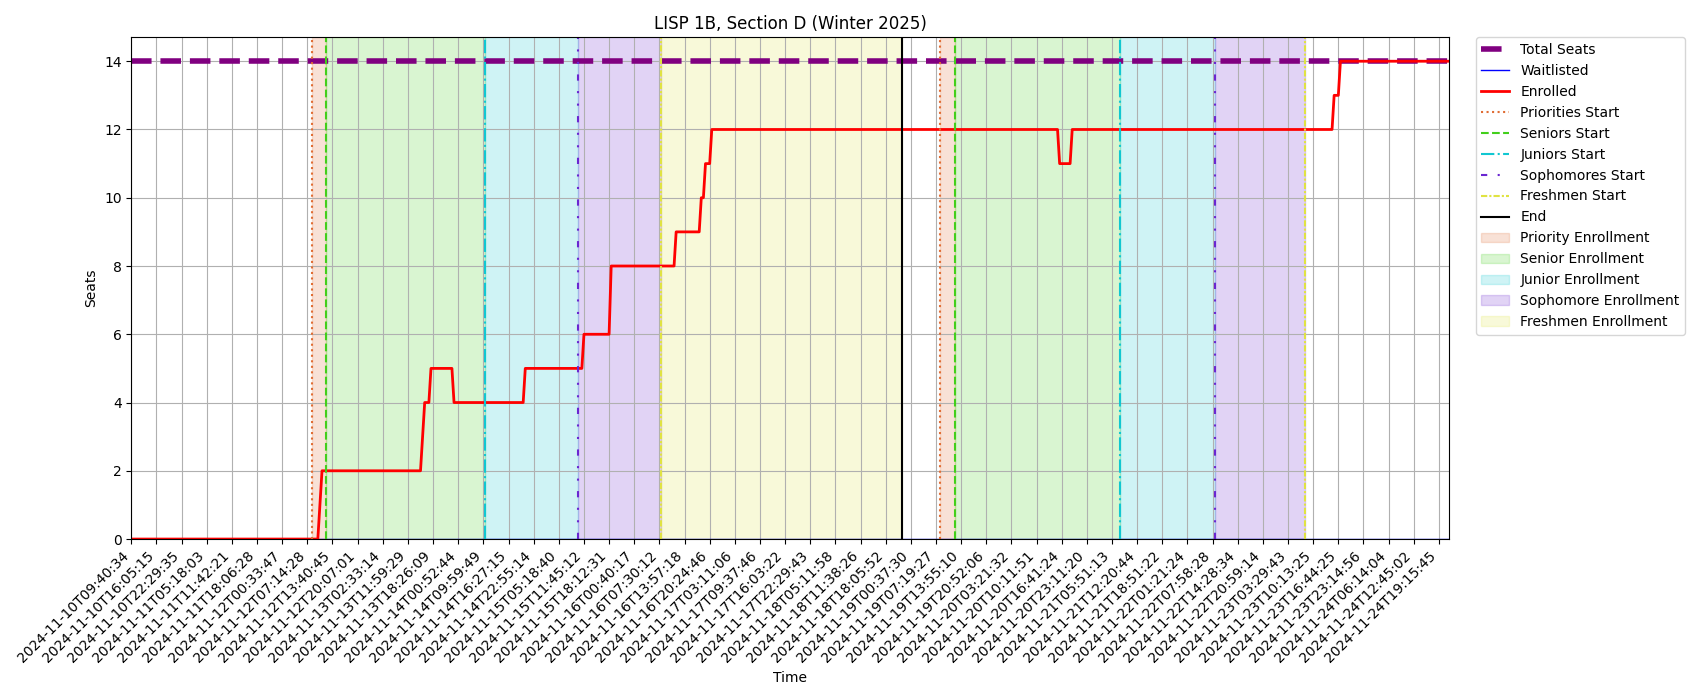 LISP 1B, Section D (Winter 2025)
Seats
14
12
10
8
6
4
2
0
2024-11-10T09:40:34
2024-11-10T16:05:15
2024-11-10T22:29:35
2024-11-11T05:18:03
2024-11-11T11:42:21
2024-11-11T18:06:28
2024-11-12T00:33:47
2024-11-12T07:14:28
2024-11-12T13:40:45
2024-11-12T20:07:01
2024-11-13T02:33:14
2024-11-13T11:59:29
2024-11-13T18:26:09
2024-11-14T00:52:44
2024-11-14T09:59:49
2024-11-14T16:27:15
2024-11-14T22:55:14
2024-11-15T05:18:40
2024-11-15T11:45:12
2024-11-15T18:12:31
2024-11-16T00:40:17
2024-11-16T07:30:12
2024-11-16T13:57:18
2024-11-16T20:24:46
2024-11-17T03:11:06
2024-11-17T09:37:46
2024-11-17T16:03:22
2024-11-17T22:29:43
2024-11-18T05:11:58
2024-11-18T11:38:26
2024-11-18T18:05:52
2024-11-19T00:37:30
2024-11-19T07:19:27
2024-11-19T13:55:10
2024-11-19T20:52:06
2024-11-20T03:21:32
2024-11-20T10:11:51
2024-11-20T16:41:24
2024-11-20T23:11:20
2024-11-21T05:51:13
2024-11-21T12:20:44
2024-11-21T18:51:22
2024-11-22T01:21:24
2024-11-22T07:58:28
2024-11-22T14:28:34
2024-11-22T20:59:14
2024-11-23T03:29:43
2024-11-23T10:13:25
2024-11-23T16:44:25
2024-11-23T23:14:56
2024-11-24T06:14:04
2024-11-24T12:45:02
2024-11-24T19:15:45
Time
Total Seats
Waitlisted
Enrolled
Priorities Start
Seniors Start
Juniors Start
Sophomores Start
Freshmen Start
End
Priority Enrollment
Senior Enrollment
Junior Enrollment
Sophomore Enrollment
Freshmen Enrollment